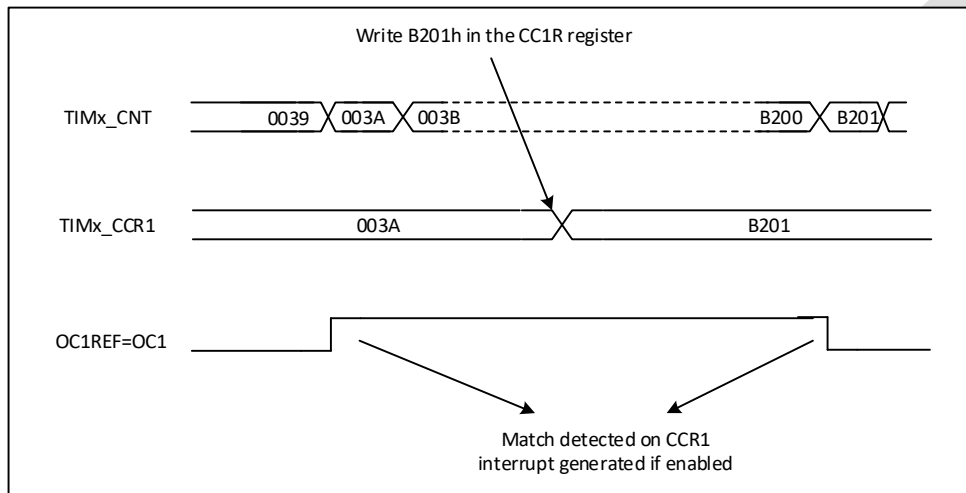 Write B201h in the CC1R register
TIMx_CNT 0039 003A 003B B200 B201
TIMx_CCR1 003A B201
OC1REF=OC1
Match detected on CCR1
interrupt generated if enabled